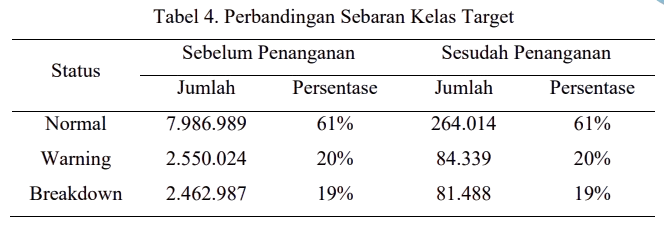 Tabel 4. Perbandingan Sebaran Kelas Target
Status Sebelum Penanganan Sesudah Penanganan
Jumlah Persentase Jumlah Persentase
Normal 7.986.989 61% 264.014 61%
Warning 2.550.024 20% 84.339 20%
Breakdown 2.462.987 19% 81.488 19%